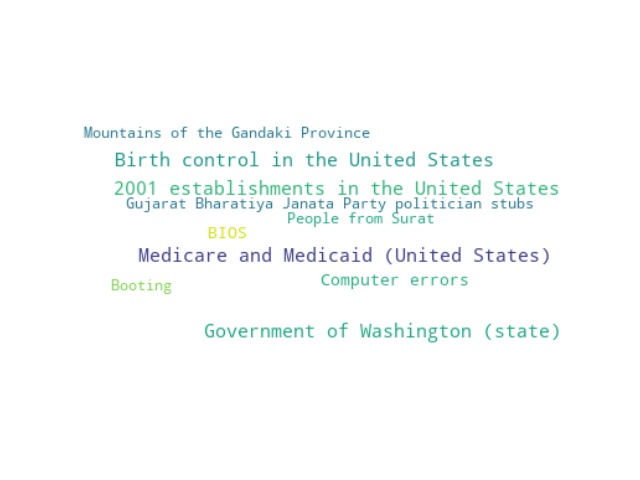 Mountains of the Gandaki Province
Birth control in the United States
2001 establishments in the United States
Gujarat Bharatiya Janata Party politician stubs
People from Surat
BIOS
Medicare and Medicaid (United States)
Computer errors
Booting
Government of Washington (state)